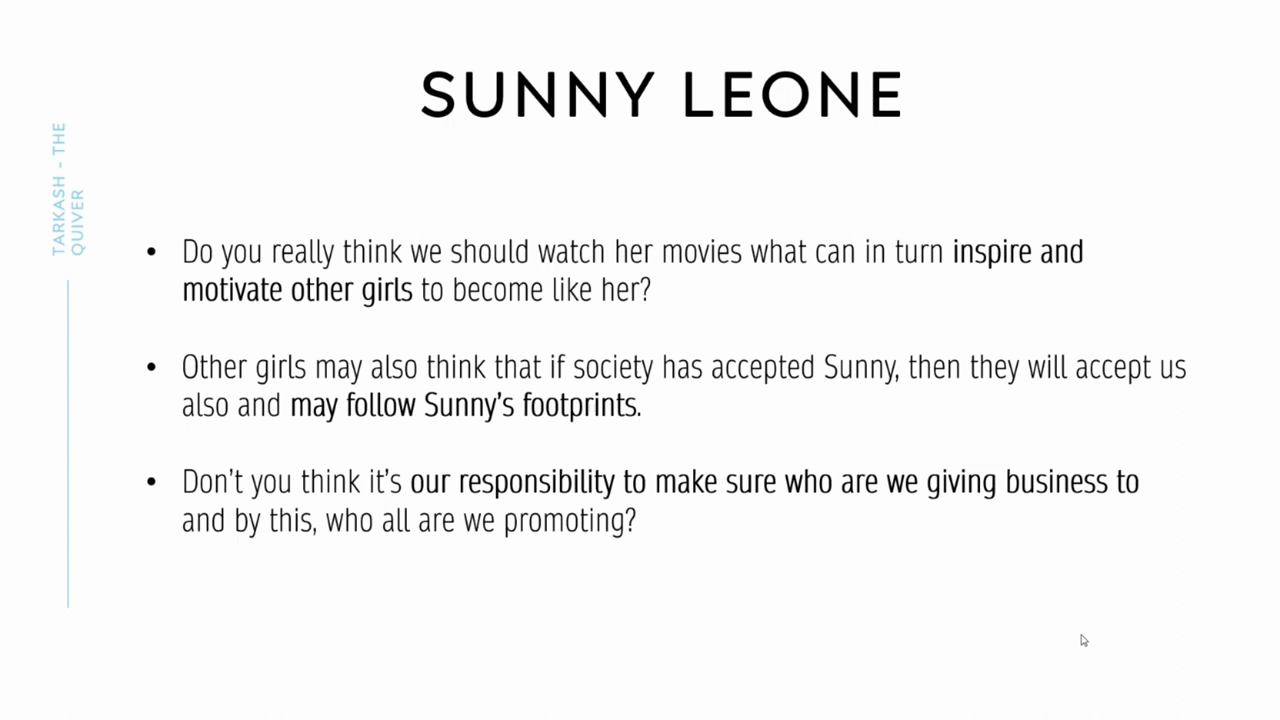 SUNNY LEONE
TARKASH - THE
QUIVER
• Do you really think we should watch her movies what can in turn inspire and
motivate other girls to become like her?
• Other girls may also think that if society has accepted Sunny, then they will accept us
also and may follow Sunny’s footprints.
• Don’t you think it’s our responsibility to make sure who are we giving business to
and by this, who all are we promoting?